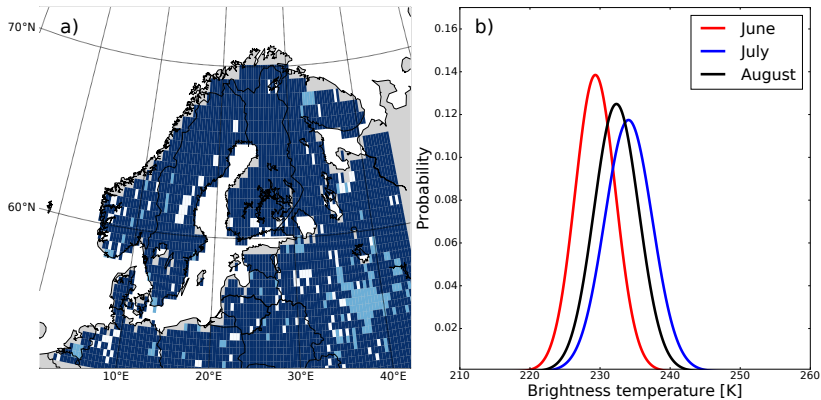 a)
70°N
60°N
10°E
20°E
30°E
40°E
b)
June
July
August
Probability
0.16
0.14
0.12
0.10
0.08
0.06
0.04
0.02
210
220
230
240
250
260
Brightness temperature [K]